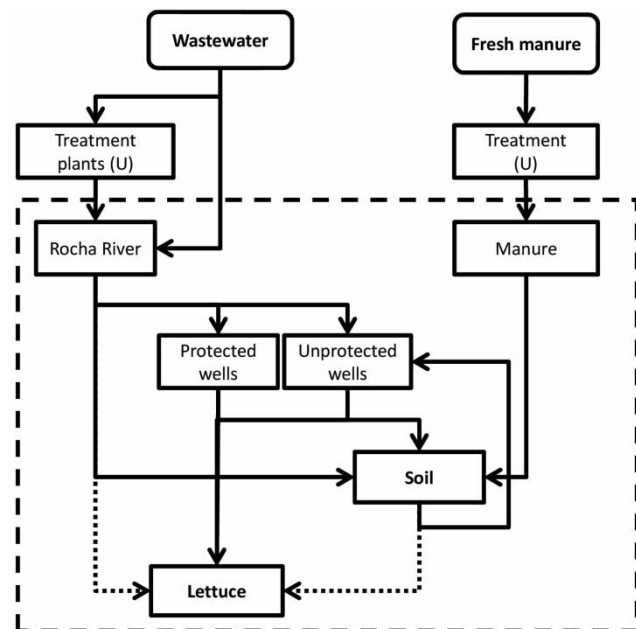 Wastewater
Fresh manure
Treatment
plants (U)
Treatment
(U)
Rocha River
Manure
Protected
wells
Unprotected
wells
Soil
Lettuce